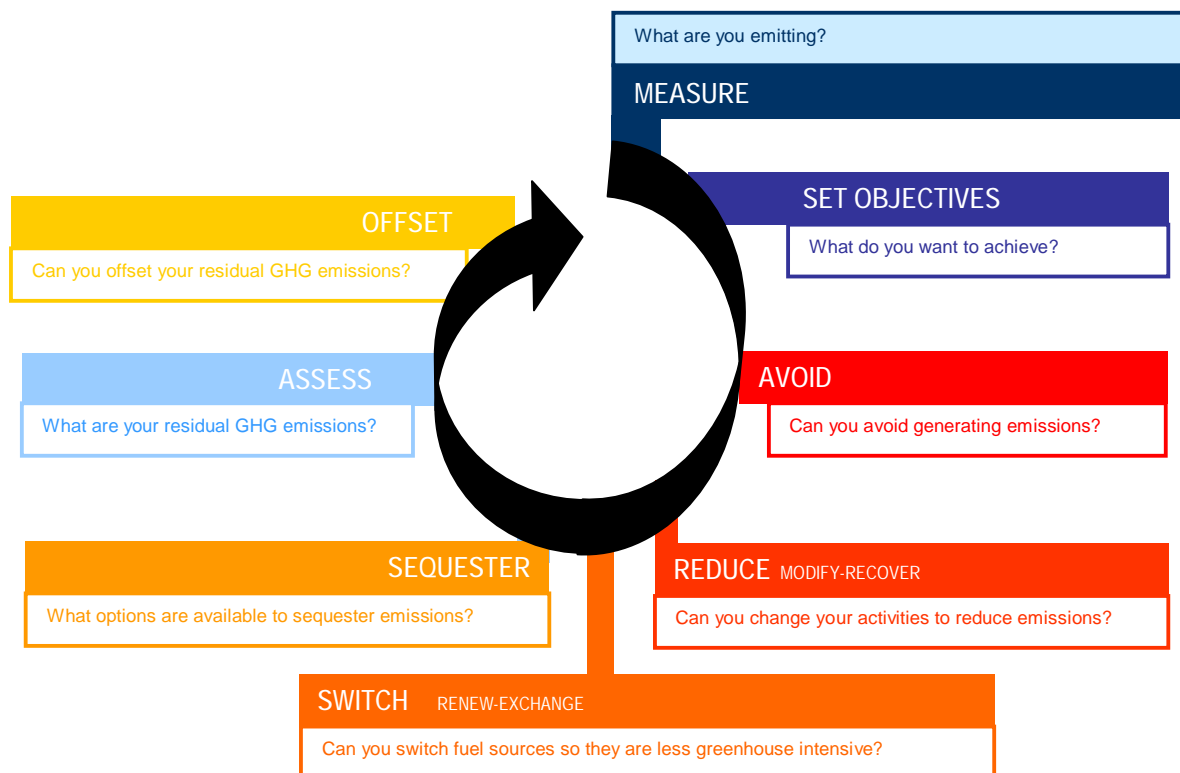 What are you emitting?
MEASURE
SET OBJECTIVES
What do you want to achieve?
AVOID
Can you avoid generating emissions?
REDUCE MODIFY-RECOVER
Can you change your activities to reduce emissions?
SWITCH RENEW-EXCHANGE
Can you switch fuel sources so they are less greenhouse intensive?
SEQUESTER
What options are available to sequester emissions?
ASSESS
What are your residual GHG emissions?
OFFSET
Can you offset your residual GHG emissions?